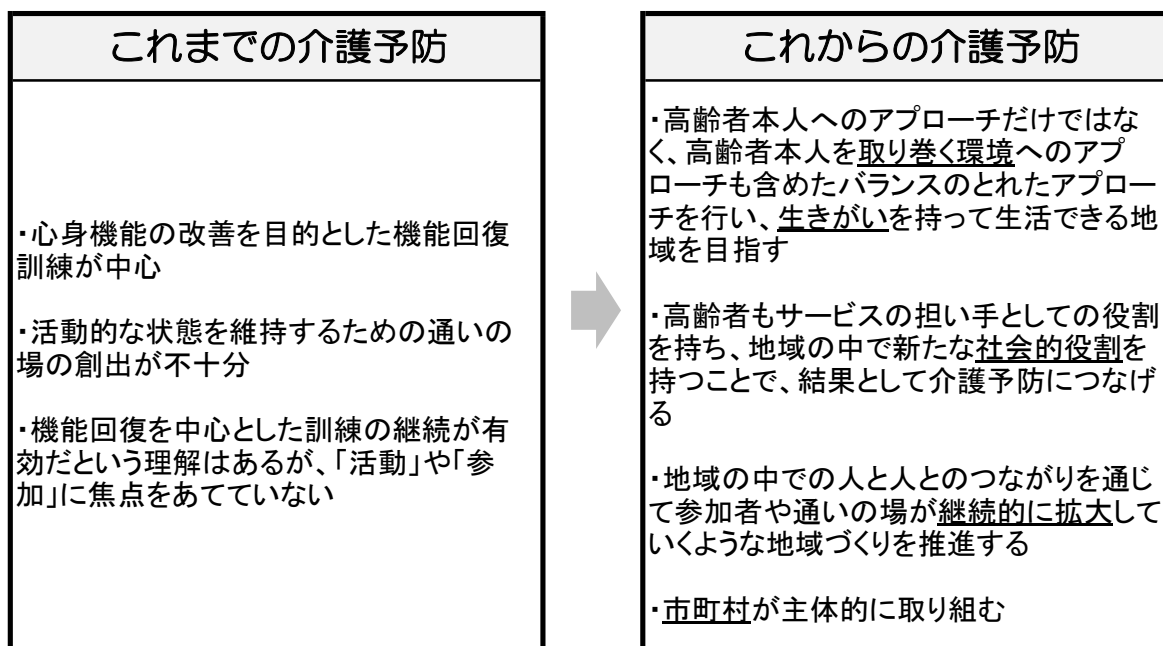 これまでの介護予防
・心身機能の改善を目的とした機能回復
訓練が中心
・活動的な状態を維持するための通いの
場の創出が不十分
・機能回復を中心とした訓練の継続が有
効だという理解はあるが、「活動」や「参
加」に焦点をあてていない
これからの介護予防
・高齢者本人へのアプローチだけではな
く、高齢者本人を取り巻く環境へのアプ
ローチも含めたバランスのとれたアプロー
チを行い、生きがいを持って生活できる地
域を目指す
・高齢者もサービスの担い手としての役割
を持ち、地域の中で新たな社会的役割を
持つことで、結果として介護予防につなげ
る
・地域の中での人と人とのつながりを通じ
て参加者や通いの場が継続的に拡大して
いくような地域づくりを推進する
・市町村が主体的に取り組む